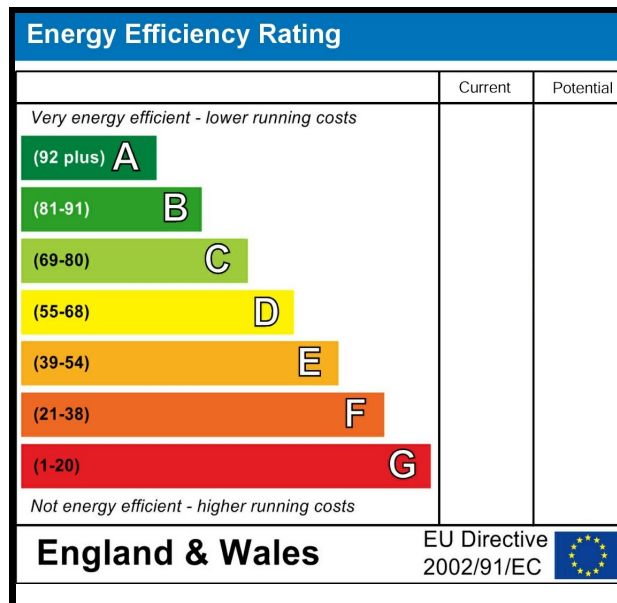 Energy Efficiency Rating
Current Potential
Very energy efficient - lower running costs
(92 plus) A
(81-91) B
(69-80) C
(55-68) D
(39-54) E
(21-38) F
(1-20) G
Not energy efficient - higher running costs
England & Wales
EU Directive
2002/91/EC